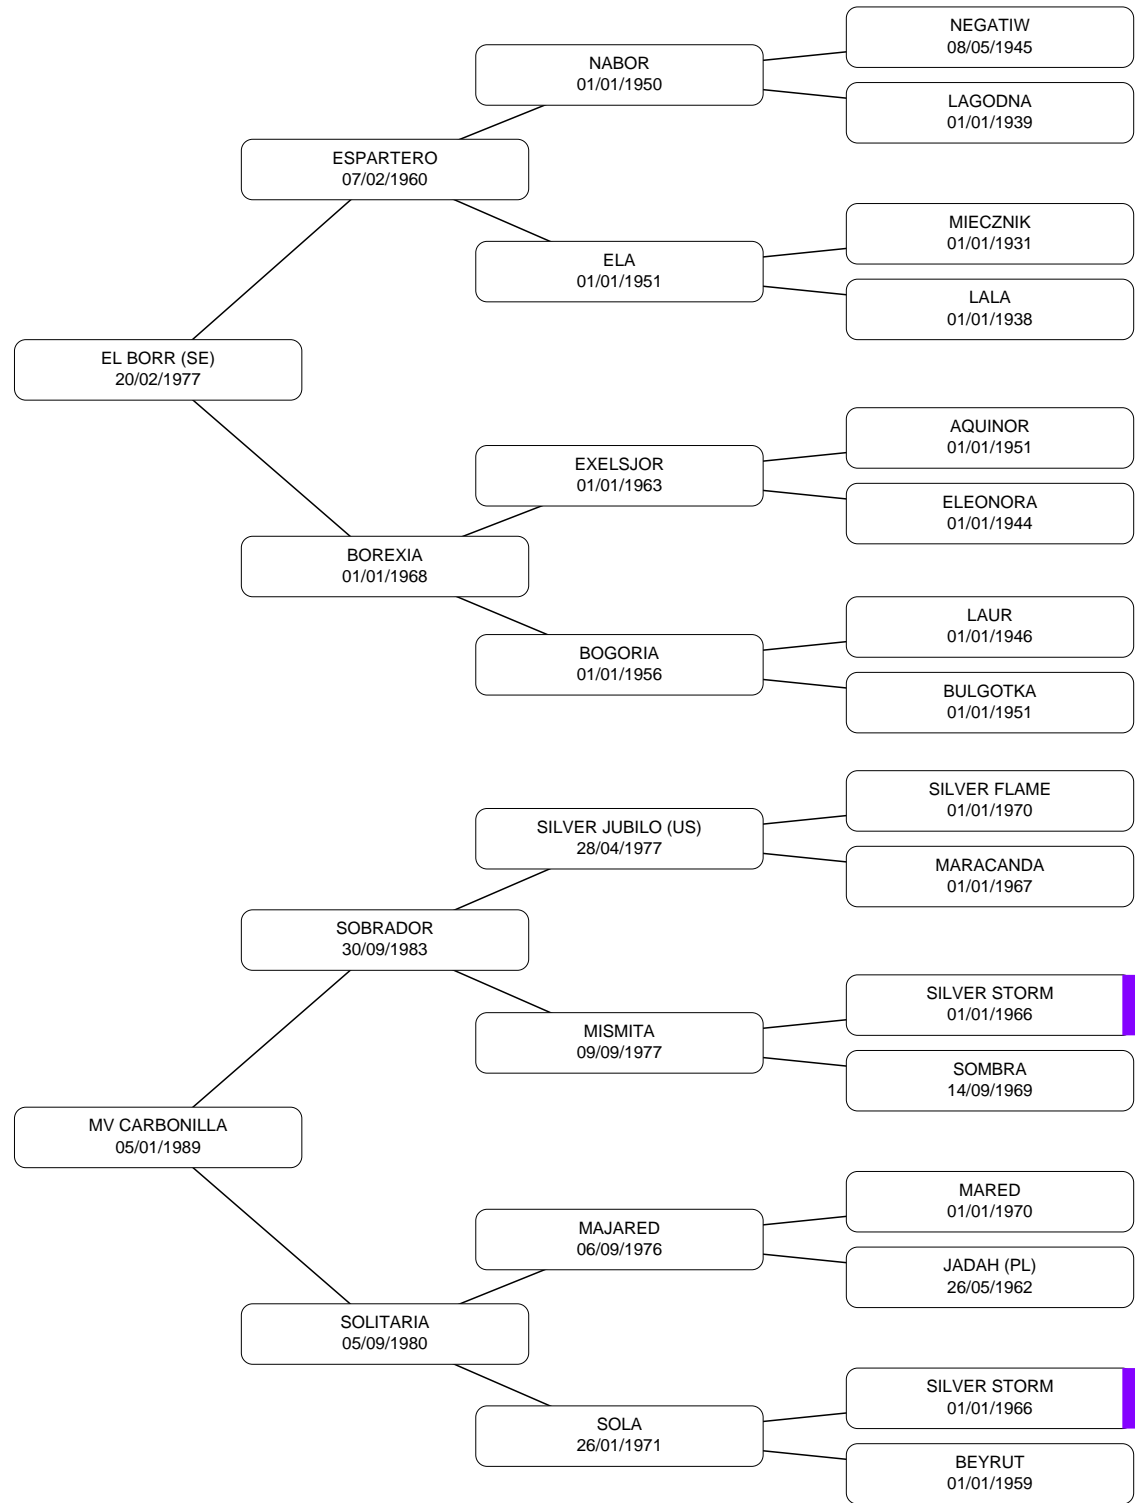 NEGATIW
08/05/1945
NABOR
01/01/1950
LAGODNA
01/01/1939
ESPARTERO
07/02/1960
MIECZNIK
01/01/1931
ELA
01/01/1951
LALA
01/01/1938
EL BORR (SE)
20/02/1977
AQUINOR
01/01/1951
EXELSJOR
01/01/1963
ELEONORA
01/01/1944
BOREXIA
01/01/1968
LAUR
01/01/1946
BOGORIA
01/01/1956
BULGOTKA
01/01/1951
SILVER FLAME
01/01/1970
SILVER JUBILO (US)
28/04/1977
MARACANDA
01/01/1967
SOBRADOR
30/09/1983
SILVER STORM
01/01/1966
MISMITA
09/09/1977
SOMBRA
14/09/1969
MV CARBONILLA
05/01/1989
MARED
01/01/1970
MAJARED
06/09/1976
JADAH (PL)
26/05/1962
SOLITARIA
05/09/1980
SILVER STORM
01/01/1966
SOLA
26/01/1971
BEYRUT
01/01/1959